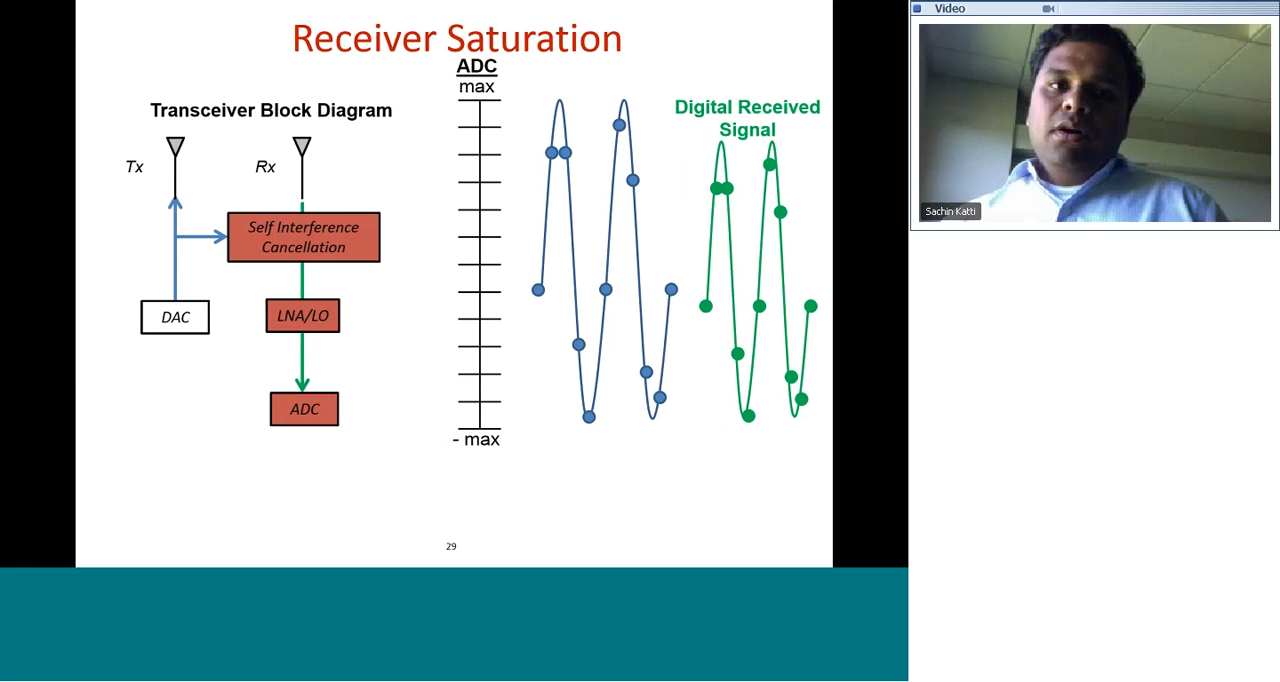 Receiver Saturation
ADC
max
Transceiver Block Diagram
Digital Received
Signal
Tx
Rx
Self Interference
Cancellation
DAC
LNA/LO
ADC
- max
29
Video
Sachin Katti